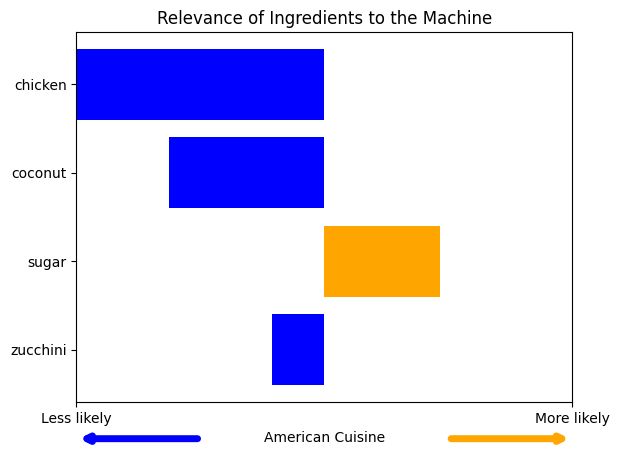 Relevance of Ingredients to the Machine
chicken
coconut
sugar
zucchini
Less likely
More likely
American Cuisine